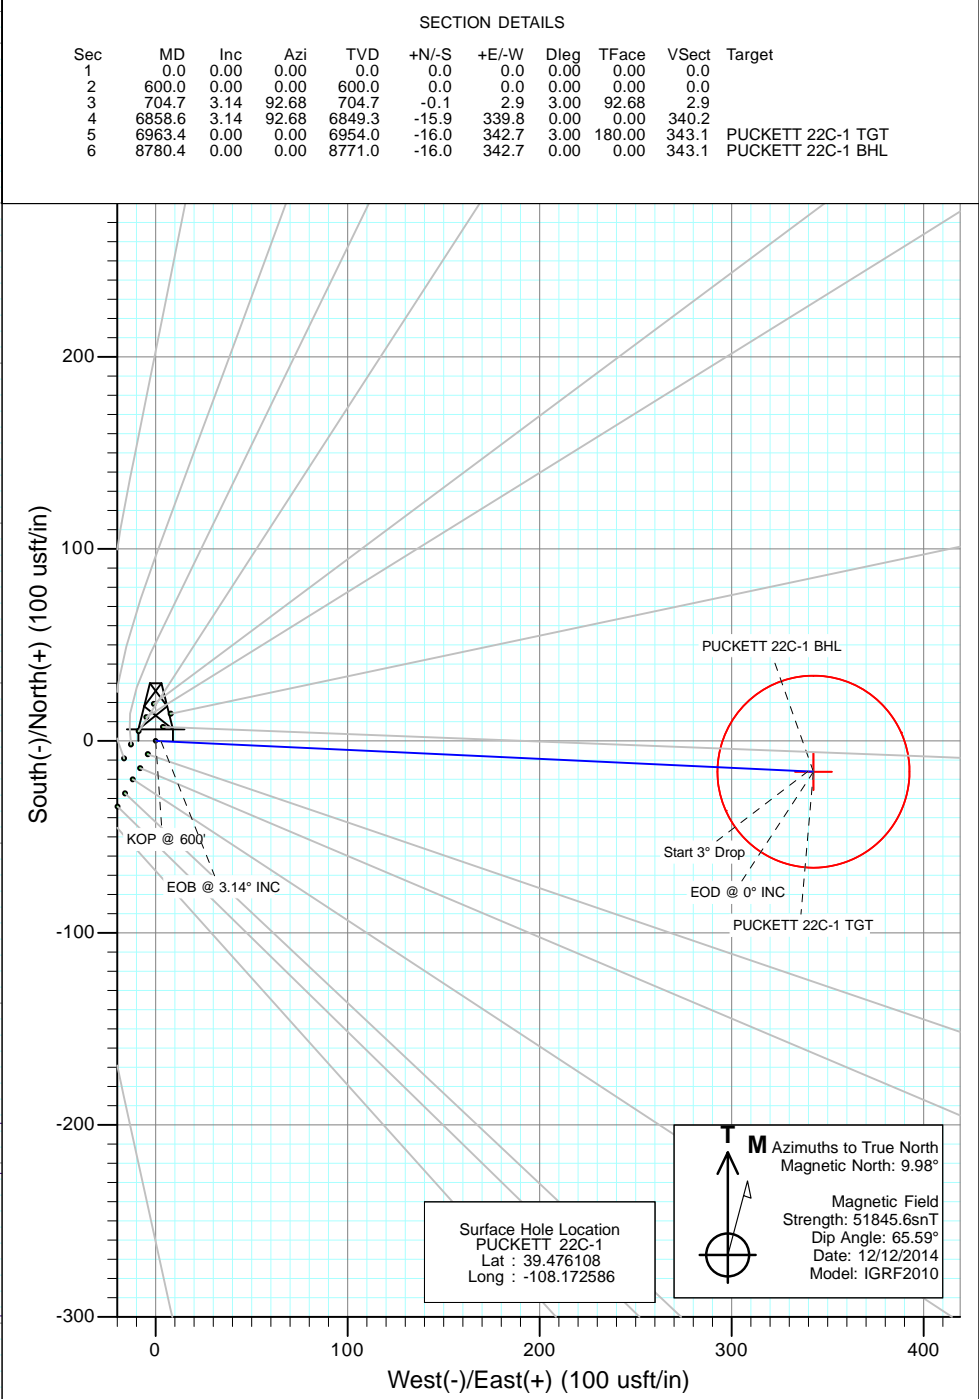 SECTION DETAILS
Sec MD Inc Azi TVD +N/-S +E/-W Dleg TFace VSect Target
1 0.0 0.00 0.00 0.0 0.0 0.0 0.00 0.00 0.0
2 600.0 0.00 0.00 600.0 0.0 0.0 0.00 0.00 0.0
3 704.7 3.14 92.68 704.7 -0.1 2.9 3.00 92.68 2.9
4 6858.6 3.14 92.68 6849.3 -15.9 339.8 0.00 0.00 340.2
5 6963.4 0.00 0.00 6954.0 -16.0 342.7 3.00 180.00 343.1 PUCKETT 22C-1 TGT
6 8780.4 0.00 0.00 8771.0 -16.0 342.7 0.00 0.00 343.1 PUCKETT 22C-1 BHL
South(-)/North(+) (100 usft/in)
200
100
0
-100
-200
-300
PUCKETT 22C-1 BHL
KOP @ 600'
EOB @ 3.14° INC
Start 3° Drop
EOD @ 0° INC
PUCKETT 22C-1 TGT
Surface Hole Location
PUCKETT 22C-1
Lat : 39.476108
Long : -108.172586
T
M
Azimuths to True North
Magnetic North: 9.98°
Magnetic Field
Strength: 51845.6snT
Dip Angle: 65.59°
Date: 12/12/2014
Model: IGRF2010
0 100 200 300 400
West(-)/East(+) (100 usft/in)